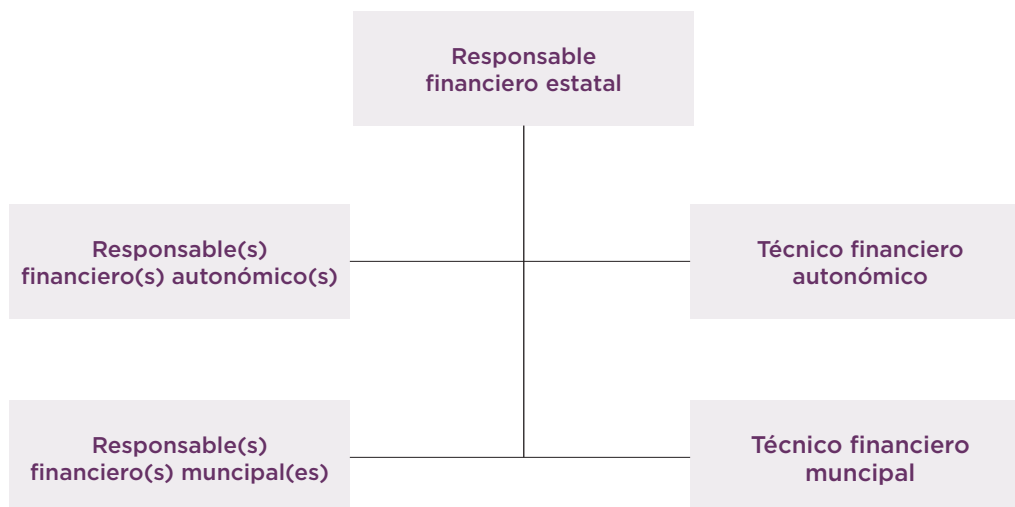 Responsable
financiero estatal
Responsable(s)
financiero(s) autonómico(s)
Técnico financiero
autonómico
Responsable(s)
financiero(s) muncipal(es)
Técnico financiero
muncipal